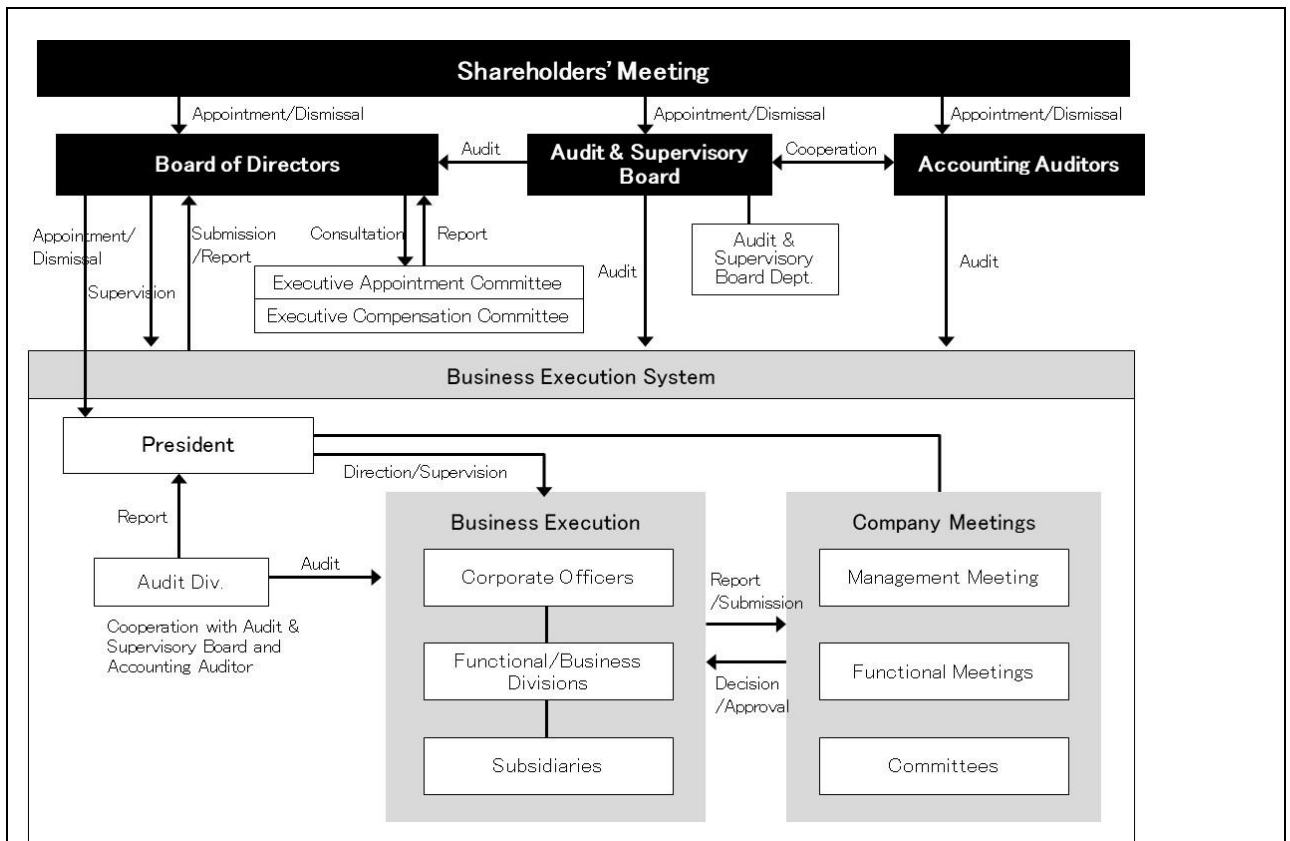 Shareholders' Meeting
Appointment/Dismissal
Appointment/Dismissal
Appointment/Dismissal
Board of Directors
Audit
Audit & Supervisory
Board
Cooperation
Accounting Auditors
Appointment/
Dismissal
Supervision
Submission
/Report
Consultation
Report
Executive Appointment Committee
Executive Compensation Committee
Audit
Audit &
Supervisory
Board Dept.
Audit
Business Execution System
President
Direction/Supervision
Report
Audit Div.
Audit
Cooperation with Audit &
Supervisory Board and
Accounting Auditor
Business Execution
Corporate Officers
Functional/Business
Divisions
Subsidiaries
Report
/Submission
Decision
/Approval
Company Meetings
Management Meeting
Functional Meetings
Committees